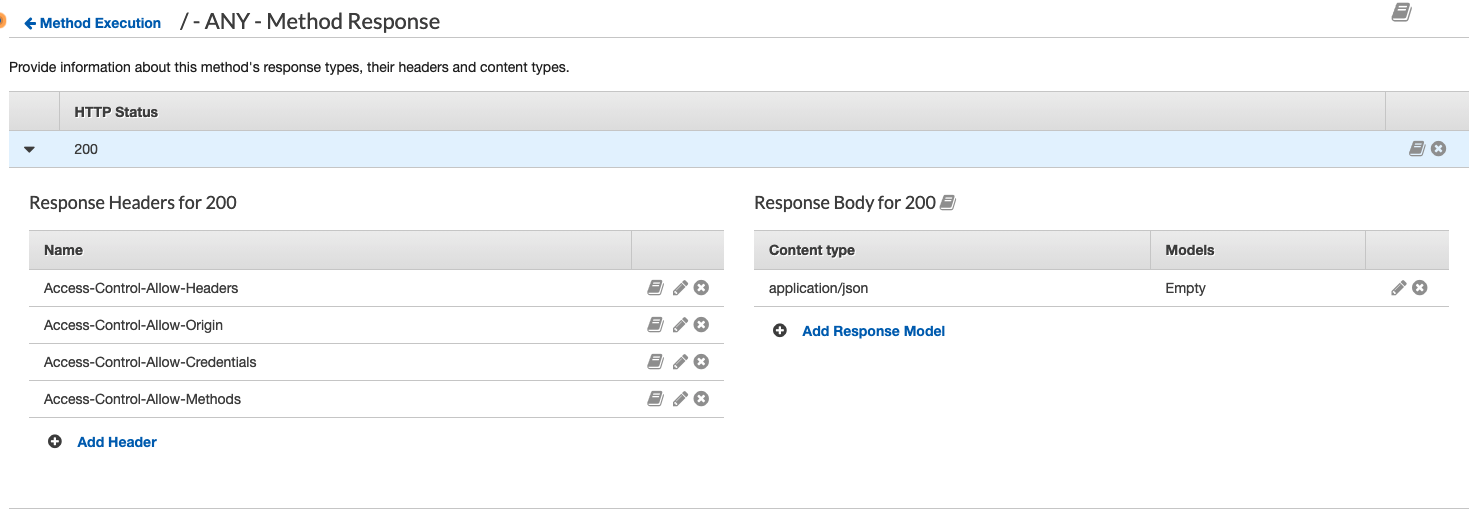 Method Execution / - ANY - Method Response
Provide information about this method's response types, their headers and content types.
HTTP Status
200
Response Headers for 200
Name
Access-Control-Allow-Headers
Access-Control-Allow-Origin
Access-Control-Allow-Credentials
Access-Control-Allow-Methods
Add Header
Response Body for 200
Content type Models
application/json Empty
Add Response Model